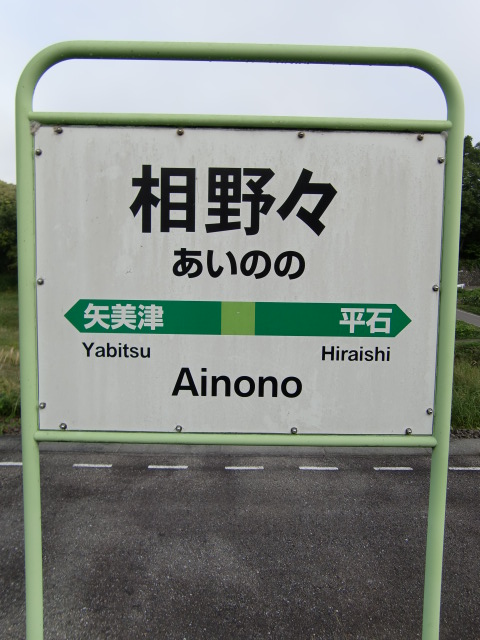 相野々
あいのの
矢美津 平石
Yabitsu Hiraishi
Ainono